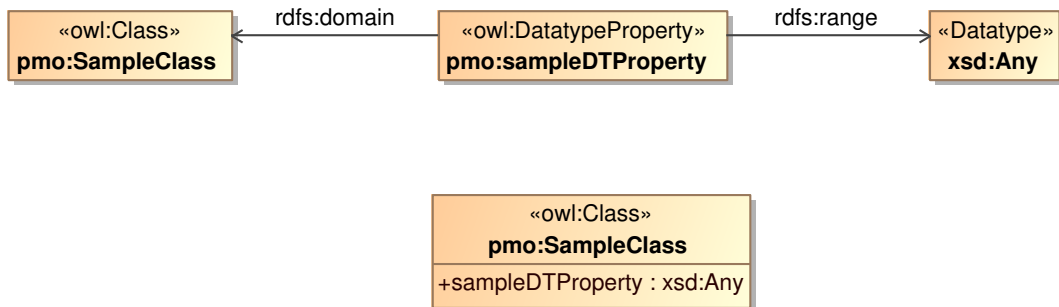 rdfs:domain
rdfs:range
«owl:Class»
pmo:SampleClass
«owl:DatatypeProperty»
pmo:sampleDTProperty
«Datatype»
xsd:Any
«owl:Class»
pmo:SampleClass
+sampleDTProperty : xsd:Any